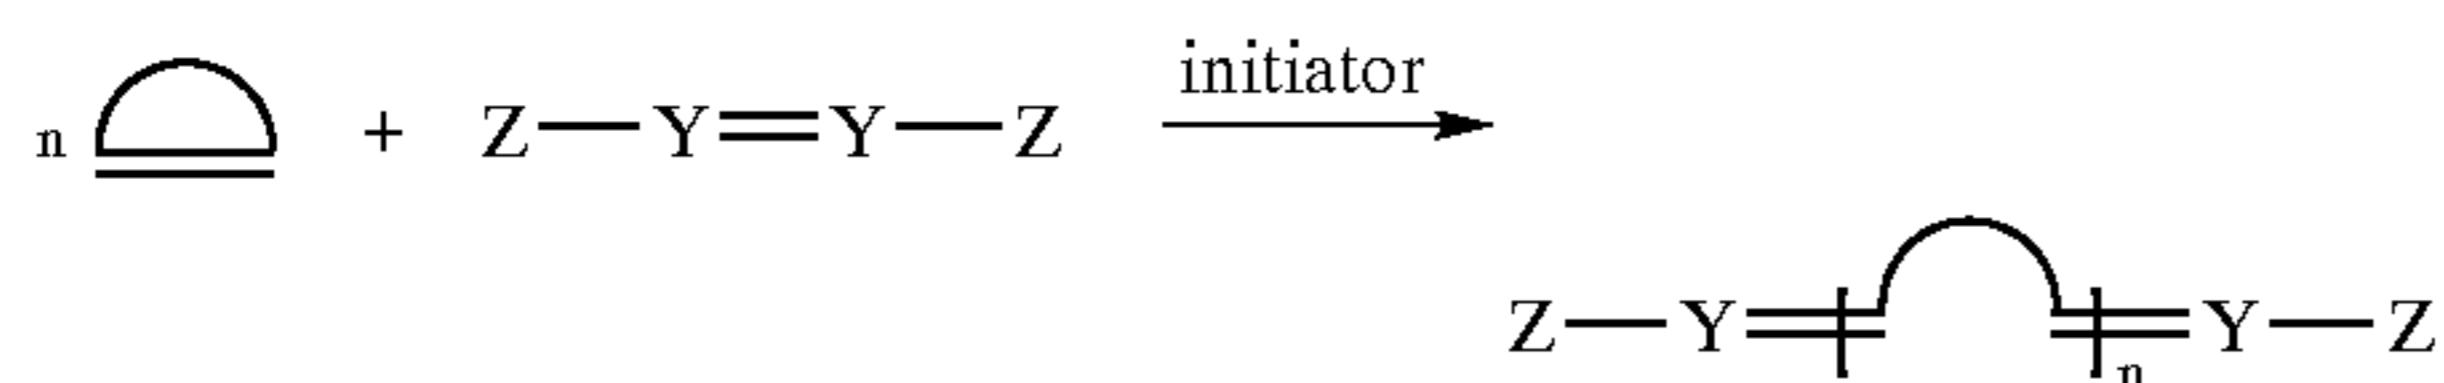 initiator
n + Z—Y=Y—Z
Z—Y=[ ]=Y—Z
n